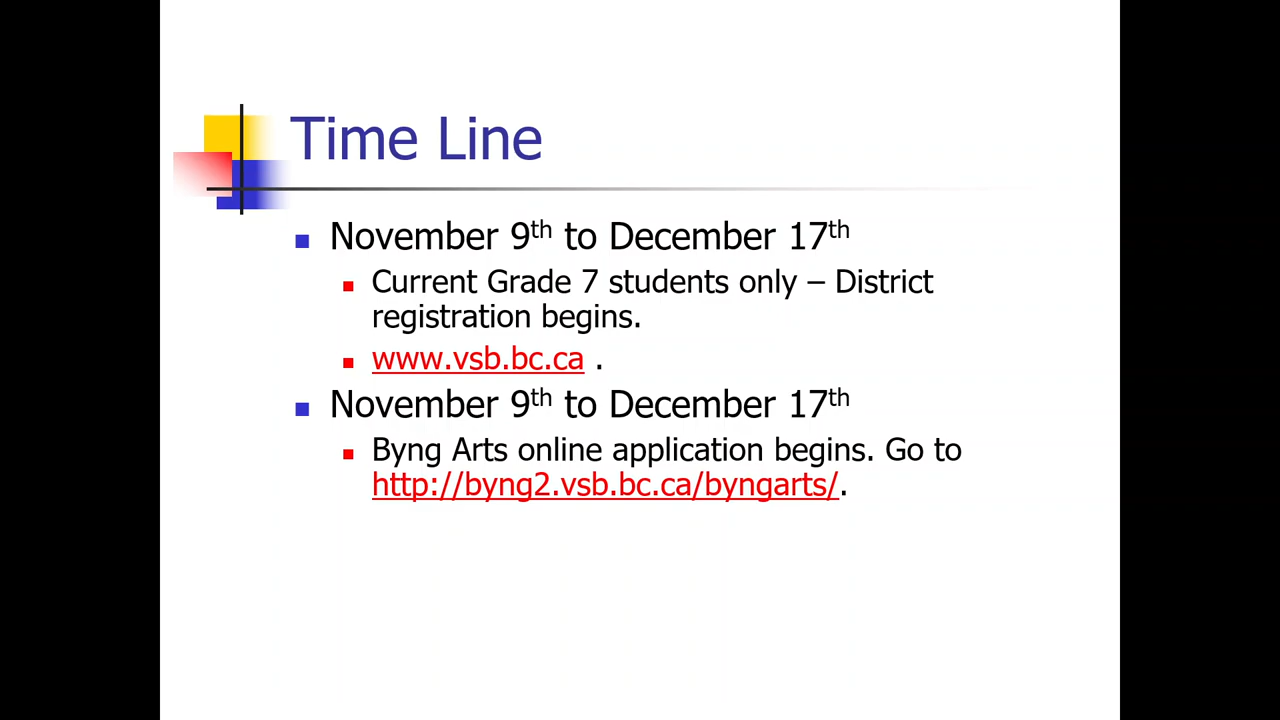 Time Line
November 9th to December 17th
Current Grade 7 students only – District
registration begins.
www.vsb.bc.ca .
November 9th to December 17th
Byng Arts online application begins. Go to
http://byng2.vsb.bc.ca/byngarts/.